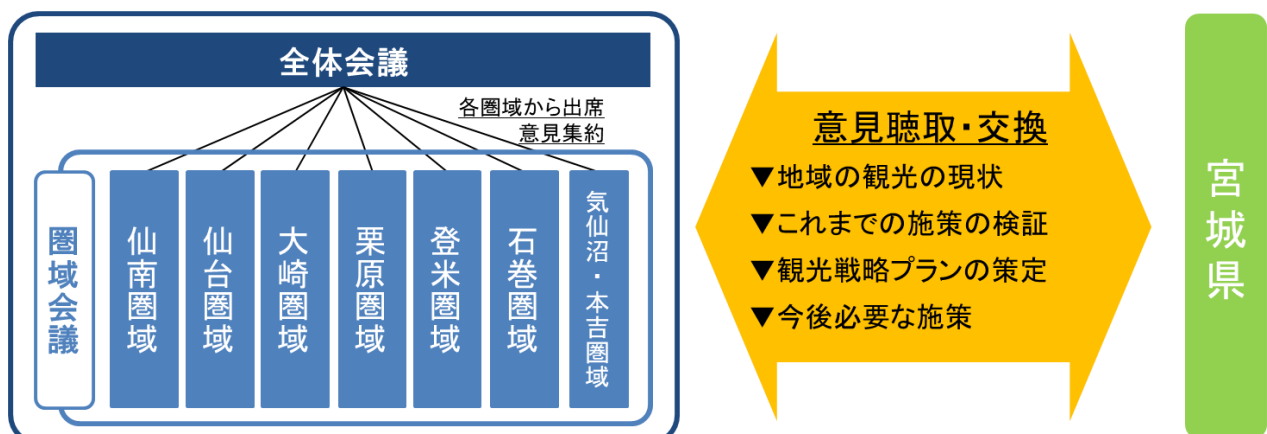 全体会議
各圏域から出席
意見集約
圏域会議
仙南圏域
仙台圏域
大崎圏域
栗原圏域
登米圏域
石巻圏域
気仙沼・本吉圏域
意見聴取・交換
▼地域の観光の現状
▼これまでの施策の検証
▼観光戦略プランの策定
▼今後必要な施策
宮城県